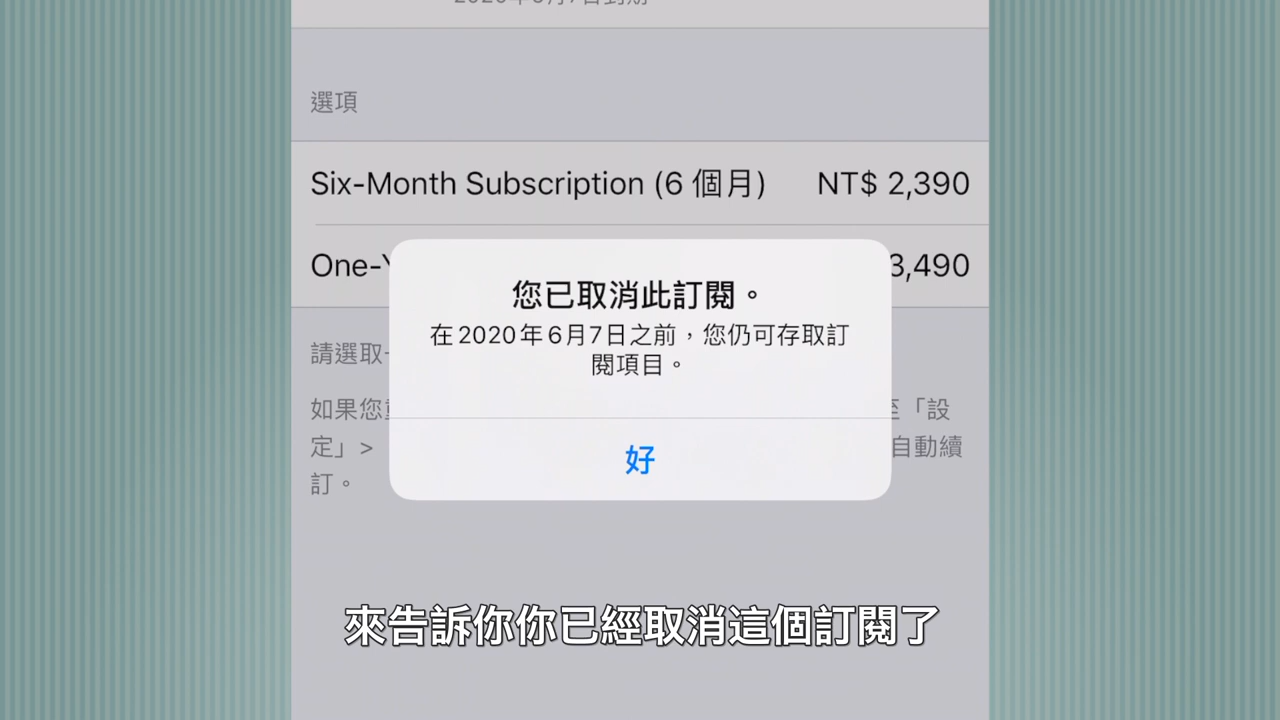 選項
Six-Month Subscription (6 個月) NT$ 2,390
One- 3,490
您已取消此訂閱。
在2020年6月7日之前，您仍可存取訂
閱項目。
請選取
如果您 「設
定」> 自動續
訂。
好
來告訴你你已經取消這個訂閱了